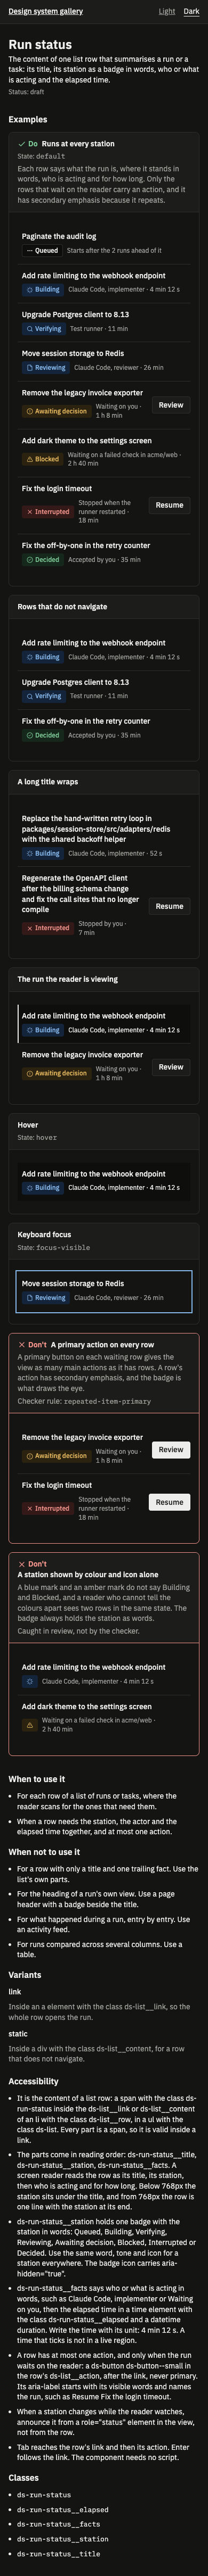 Design system gallery
Light
Dark
Run status
The content of one list row that summarises a run or a
task: its title, its station as a badge in words, who or what
is acting and the elapsed time.
Status: draft
Examples
Do Runs at every station
State: default
Each row says what the run is, where it stands in
words, who is acting and for how long. Only the
rows that wait on the reader carry an action, and it
has secondary emphasis because it repeats.
Paginate the audit log
Queued
Starts after the 2 runs ahead of it
Add rate limiting to the webhook endpoint
Building
Claude Code, implementer · 4 min 12 s
Upgrade Postgres client to 8.13
Verifying
Test runner · 11 min
Move session storage to Redis
Reviewing
Claude Code, reviewer · 26 min
Remove the legacy invoice exporter
Awaiting decision
Waiting on you ·
1 h 8 min
Review
Add dark theme to the settings screen
Blocked
Waiting on a failed check in acme/web ·
2 h 40 min
Fix the login timeout
Interrupted
Stopped when the
runner restarted ·
18 min
Resume
Fix the off-by-one in the retry counter
Decided
Accepted by you · 35 min
Rows that do not navigate
Add rate limiting to the webhook endpoint
Building
Claude Code, implementer · 4 min 12 s
Upgrade Postgres client to 8.13
Verifying
Test runner · 11 min
Fix the off-by-one in the retry counter
Decided
Accepted by you · 35 min
A long title wraps
Replace the hand-written retry loop in
packages/session-store/src/adapters/redis
with the shared backoff helper
Building
Claude Code, implementer · 52 s
Regenerate the OpenAPI client
after the billing schema change
and fix the call sites that no longer
compile
Interrupted
Stopped by you ·
7 min
Resume
The run the reader is viewing
Add rate limiting to the webhook endpoint
Building
Claude Code, implementer · 4 min 12 s
Remove the legacy invoice exporter
Awaiting decision
Waiting on you ·
1 h 8 min
Review
Hover
State: hover
Add rate limiting to the webhook endpoint
Building
Claude Code, implementer · 4 min 12 s
Keyboard focus
State: focus-visible
Move session storage to Redis
Reviewing
Claude Code, reviewer · 26 min
Don't A primary action on every row
A primary button on each waiting row gives the
view as many main actions as it has rows. A row's
action has secondary emphasis, and the badge is
what draws the eye.
Checker rule: repeated-item-primary
Remove the legacy invoice exporter
Awaiting decision
Waiting on you ·
1 h 8 min
Review
Fix the login timeout
Interrupted
Stopped when the
runner restarted ·
18 min
Resume
Don't
A station shown by colour and icon alone
A blue mark and an amber mark do not say Building
and Blocked, and a reader who cannot tell the
colours apart sees two rows in the same state. The
badge always holds the station as words.
Caught in review, not by the checker.
Add rate limiting to the webhook endpoint
Claude Code, implementer · 4 min 12 s
Add dark theme to the settings screen
Waiting on a failed check in acme/web ·
2 h 40 min
When to use it
• For each row of a list of runs or tasks, where the
reader scans for the ones that need them.
• When a row needs the station, the actor and the
elapsed time together, and at most one action.
When not to use it
• For a row with only a title and one trailing fact. Use the
list's own parts.
• For the heading of a run's own view. Use a page
header with a badge beside the title.
• For what happened during a run, entry by entry. Use
an activity feed.
• For runs compared across several columns. Use a
table.
Variants
link
Inside an a element with the class ds-list__link, so the
whole row opens the run.
static
Inside a div with the class ds-list__content, for a row
that does not navigate.
Accessibility
• It is the content of a list row: a span with the class ds-
run-status inside the ds-list__link or ds-list__content
of an li with the class ds-list__row, in a ul with the
class ds-list. Every part is a span, so it is valid inside a
link.
• The parts come in reading order: ds-run-status__title,
ds-run-status__station, ds-run-status__facts. A
screen reader reads the row as its title, its station,
then who is acting and for how long. Below 768px the
station sits under the title, and from 768px the row is
one line with the station at its end.
• ds-run-status__station holds one badge with the
station in words: Queued, Building, Verifying,
Reviewing, Awaiting decision, Blocked, Interrupted or
Decided. Use the same word, tone and icon for a
station everywhere. The badge icon carries aria-
hidden="true".
• ds-run-status__facts says who or what is acting in
words, such as Claude Code, implementer or Waiting
on you, then the elapsed time in a time element with
the class ds-run-status__elapsed and a datetime
duration. Write the time with its unit: 4 min 12 s. A
time that ticks is not in a live region.
• A row has at most one action, and only when the run
waits on the reader: a ds-button ds-button--small in
the row's ds-list__action, after the link, never primary.
Its aria-label starts with its visible words and names
the run, such as Resume Fix the login timeout.
• When a station changes while the reader watches,
announce it from a role="status" element in the view,
not from the row.
• Tab reaches the row's link and then its action. Enter
follows the link. The component needs no script.
Classes
• ds-run-status
• ds-run-status__elapsed
• ds-run-status__facts
• ds-run-status__station
• ds-run-status__title